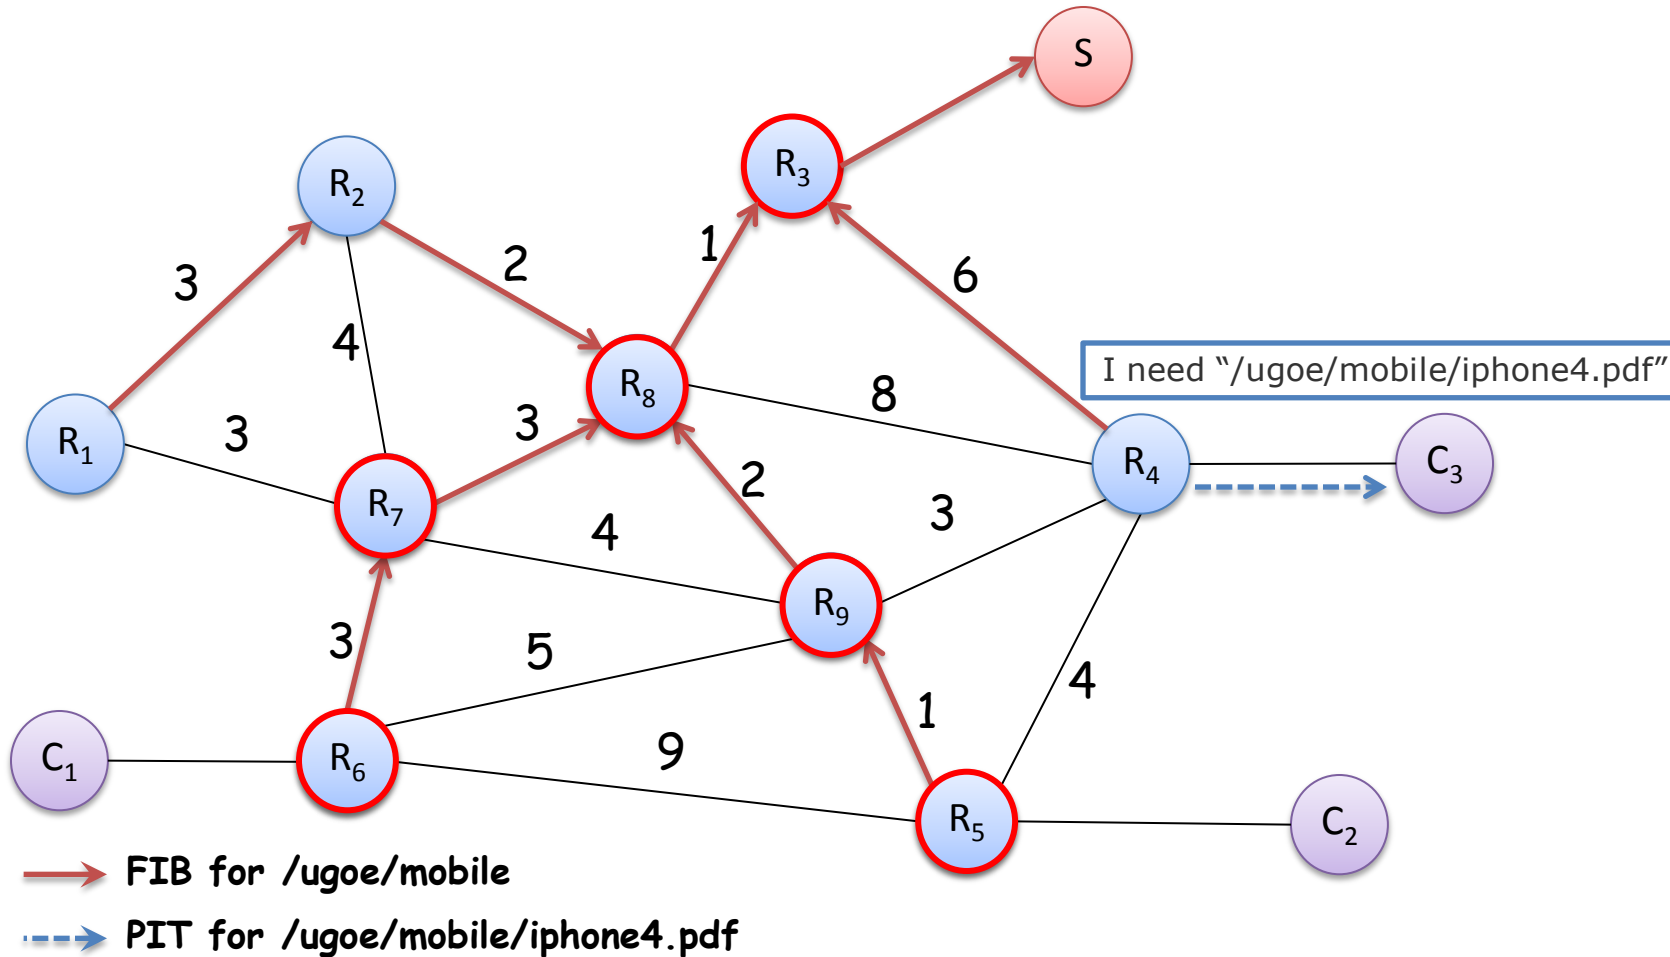 S
R3
R2
1
2
6
3
4
I need “/ugoe/mobile/iphone4.pdf”
R8
8
R1
3
3
R4
C3
R7
2
3
4
R9
3
5
4
1
C1
R6
9
R5
C2
FIB for /ugoe/mobile
PIT for /ugoe/mobile/iphone4.pdf